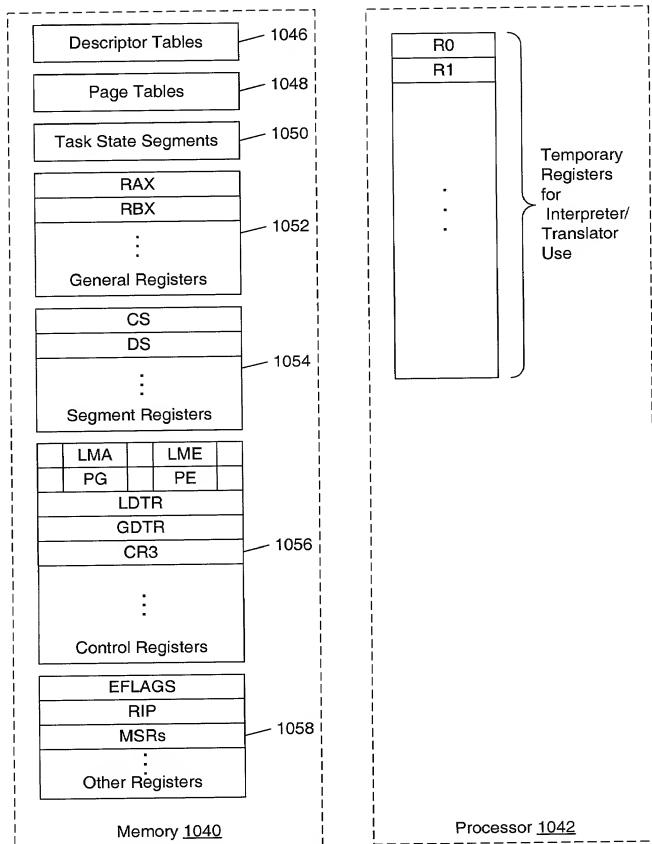 Descriptor Tables
1046
Page Tables
1048
Task State Segments
1050
RAX
RBX
1052
General Registers
CS
DS
1054
Segment Registers
LMA
LME
PG
PE
LDTR
GDTR
CR3
1056
Control Registers
EFLAGS
RIP
MSRs
1058
Other Registers
Memory 1040
R0
R1
Temporary
Registers
for
Interpreter/
Translator
Use
Processor 1042